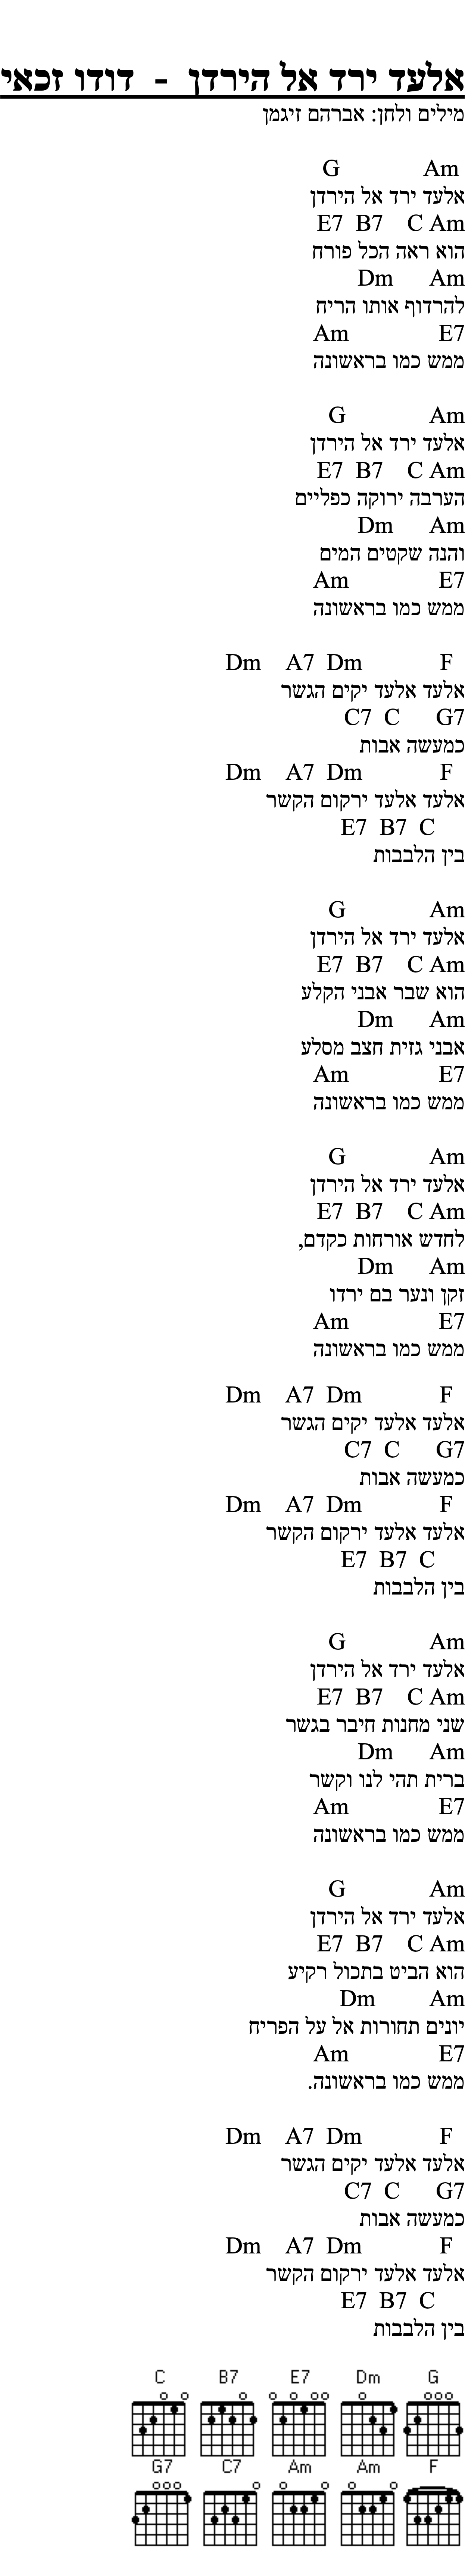 אלעד ירד אל הירדן - דודו זכאי
מילים ולחן: אברהם זיגמן
G Am
אלעד ירד אל הירדן
E7 B7 C Am
הוא ראה הכל פורח
Dm Am
להרדוף אותו הריח
Am E7
ממש כמו בראשונה
G Am
אלעד ירד אל הירדן
E7 B7 C Am
הערבה ירוקה כפליים
Dm Am
והנה שקטים המים
Am E7
ממש כמו בראשונה
Dm A7 Dm F
אלעד אלעד יקים הגשר
C7 C G7
כמעשה אבות
Dm A7 Dm F
אלעד אלעד ירקום הקשר
E7 B7 C
בין הלבבות
G Am
אלעד ירד אל הירדן
E7 B7 C Am
הוא שבר אבני הקלע
Dm Am
אבני גזית חצב מסלע
Am E7
ממש כמו בראשונה
G Am
אלעד ירד אל הירדן
E7 B7 C Am
לחדש אורחות כקדם,
Dm Am
זקן ונער בם ירדו
Am E7
ממש כמו בראשונה
Dm A7 Dm F
אלעד אלעד יקים הגשר
C7 C G7
כמעשה אבות
Dm A7 Dm F
אלעד אלעד ירקום הקשר
E7 B7 C
בין הלבבות
G Am
אלעד ירד אל הירדן
E7 B7 C Am
שני מחנות חיבר בגשר
Dm Am
ברית תהי לנו וקשר
Am E7
ממש כמו בראשונה
G Am
אלעד ירד אל הירדן
E7 B7 C Am
הוא הביט בתכול רקיע
Dm Am
יונים תחורות אל על הפריח
Am E7
ממש כמו בראשונה.
Dm A7 Dm F
אלעד אלעד יקים הגשר
C7 C G7
כמעשה אבות
Dm A7 Dm F
אלעד אלעד ירקום הקשר
E7 B7 C
בין הלבבות
C B7 E7 Dm G
G7 C7 Am Am F